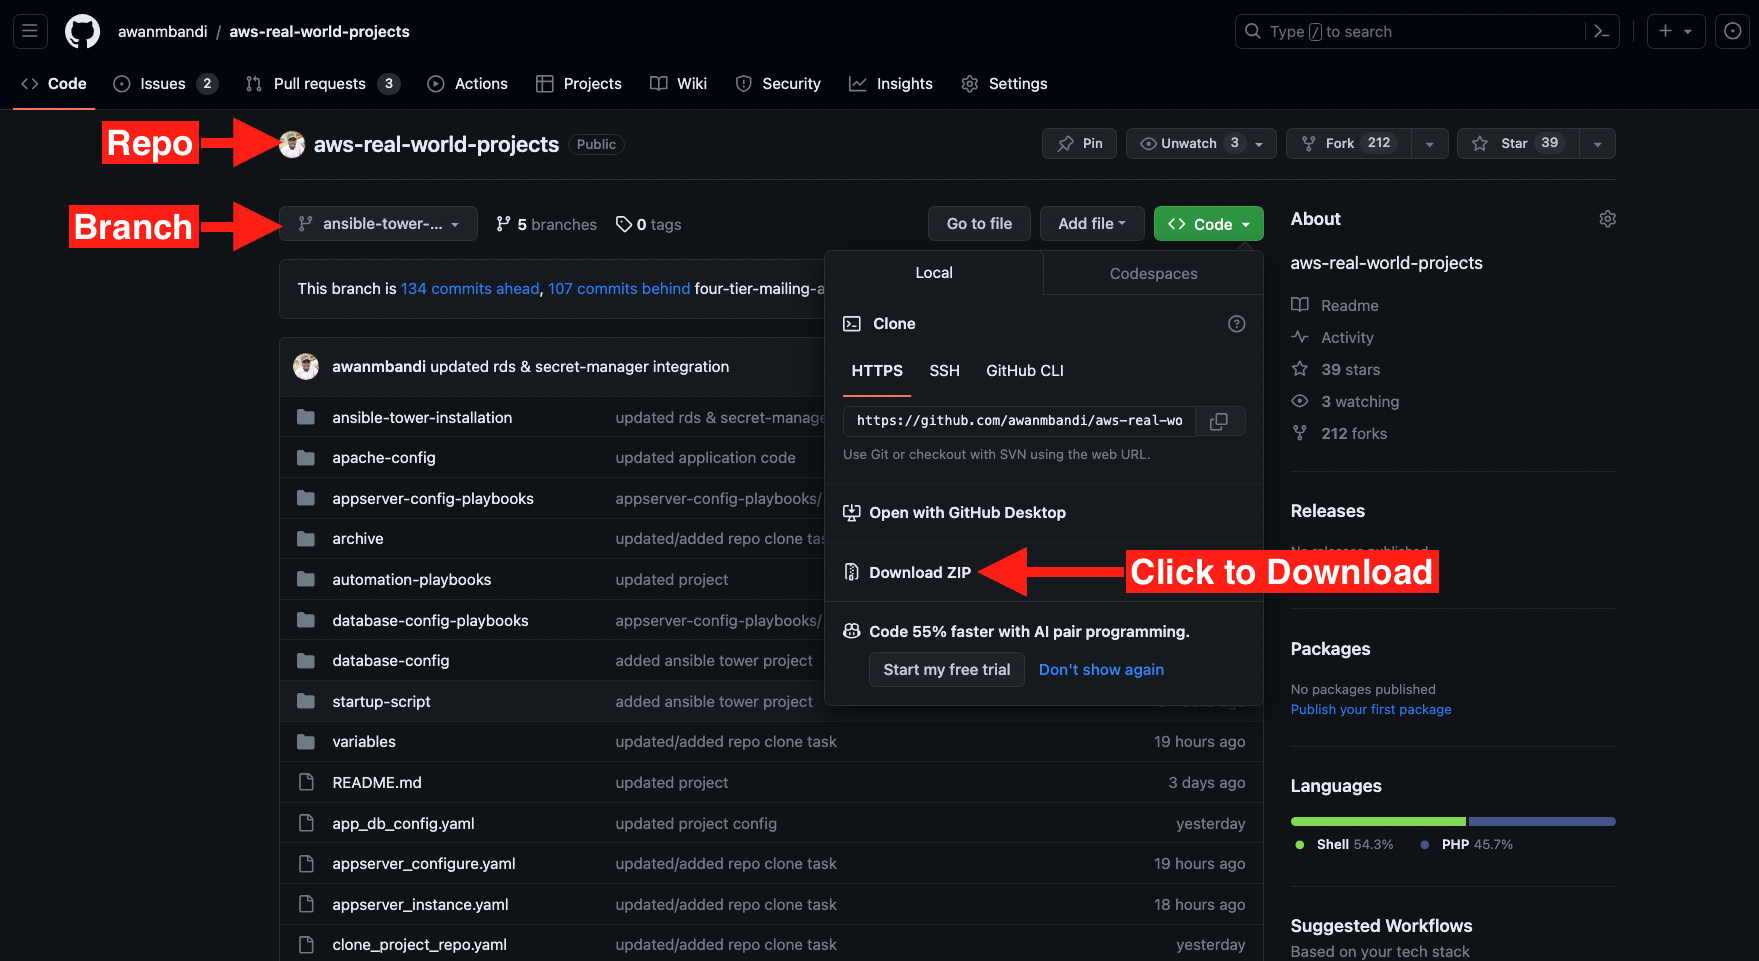 awanmbandi / aws-real-world-projects
Type / to search
Code
Issues 2
Pull requests 3
Actions
Projects
Wiki
Security
Insights
Settings
Repo
aws-real-world-projects Public
Pin
Unwatch 3
Fork 212
Star 39
Branch
ansible-tower-...
5 branches
0 tags
Go to file
Add file
Code
This branch is 134 commits ahead, 107 commits behind four-tier-mailing-a
awanmbandi updated rds & secret-manager integration
ansible-tower-installation updated rds & secret-manage
apache-config updated application code
appserver-config-playbooks appserver-config-playbooks/
archive updated/added repo clone tas
automation-playbooks updated project
database-config-playbooks appserver-config-playbooks/
database-config added ansible tower project
startup-script added ansible tower project
variables updated/added repo clone task 19 hours ago
README.md updated project 3 days ago
app_db_config.yaml updated project config yesterday
appserver_configure.yaml updated/added repo clone task 19 hours ago
appserver_instance.yaml updated/added repo clone task 18 hours ago
clone_project_repo.yaml updated/added repo clone task yesterday
Local
Codespaces
Clone
HTTPS
SSH
GitHub CLI
https://github.com/awanmbandi/aws-real-wo
Use Git or checkout with SVN using the web URL.
Open with GitHub Desktop
Download ZIP
Click to Download
Code 55% faster with AI pair programming.
Start my free trial
Don't show again
About
aws-real-world-projects
Readme
Activity
39 stars
3 watching
212 forks
Releases
Packages
No packages published
Publish your first package
Languages
Shell 54.3%
PHP 45.7%
Suggested Workflows
Based on your tech stack